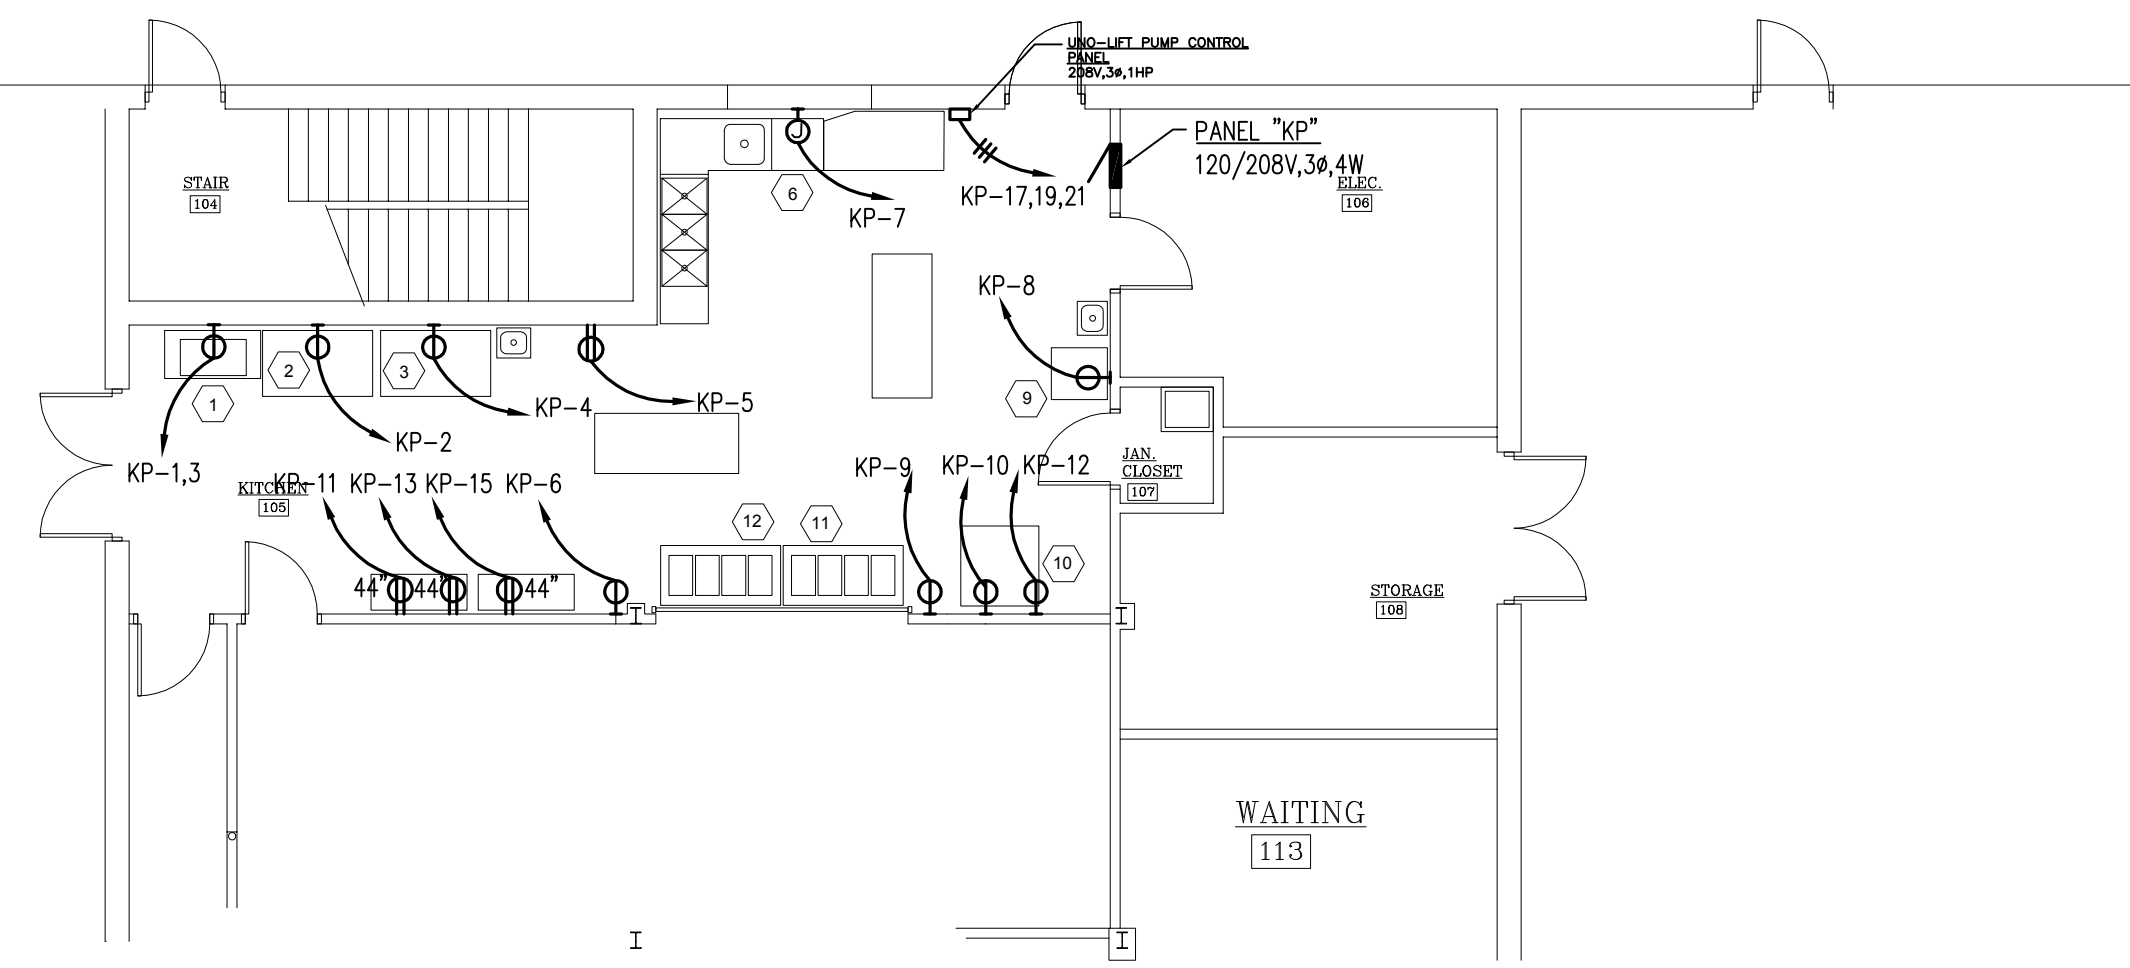 UNO-LIFT PUMP CONTROL
PANEL
208V,3ø,1HP
PANEL "KP"
120/208V,3ø,4W
ELEC.
106
STAIR
104
J
6
KP-7
KP-17,19,21
KP-8
1
2
3
9
KP-4
KP-5
KP-2
KP-1,3
KITCHEN
105
KP-11
KP-13
KP-15
KP-6
KP-9
KP-10
KP-12
JAN.
CLOSET
107
12
11
10
44"
44"
44"
STORAGE
108
WAITING
113